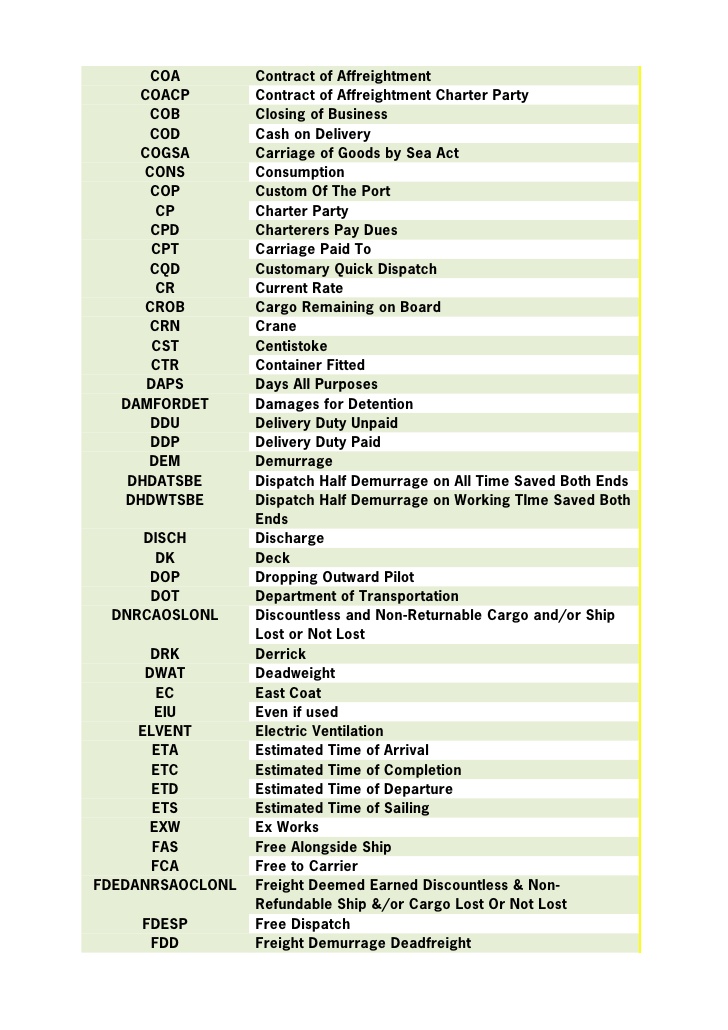 COA Contract of Affreightment
COACP Contract of Affreightment Charter Party
COB Closing of Business
COD Cash on Delivery
COGSA Carriage of Goods by Sea Act
CONS Consumption
COP Custom Of The Port
CP Charter Party
CPD Charterers Pay Dues
CPT Carriage Paid To
CQD Customary Quick Dispatch
CR Current Rate
CROB Cargo Remaining on Board
CRN Crane
CST Centistoke
CTR Container Fitted
DAPS Days All Purposes
DAMFORDET Damages for Detention
DDU Delivery Duty Unpaid
DDP Delivery Duty Paid
DEM Demurrage
DHDATSBE Dispatch Half Demurrage on All Time Saved Both Ends
DHDWTSBE Dispatch Half Demurrage on Working TIme Saved Both
Ends
DISCH Discharge
DK Deck
DOP Dropping Outward Pilot
DOT Department of Transportation
DNRCAOSLONL Discountless and Non-Returnable Cargo and/or Ship
Lost or Not Lost
DRK Derrick
DWAT Deadweight
EC East Coat
EIU Even if used
ELVENT Electric Ventilation
ETA Estimated Time of Arrival
ETC Estimated Time of Completion
ETD Estimated Time of Departure
ETS Estimated Time of Sailing
EXW Ex Works
FAS Free Alongside Ship
FCA Free to Carrier
FDEDANRSAOCLONL Freight Deemed Earned Discountless & Non-
Refundable Ship &/or Cargo Lost Or Not Lost
FDESP Free Dispatch
FDD Freight Demurrage Deadfreight